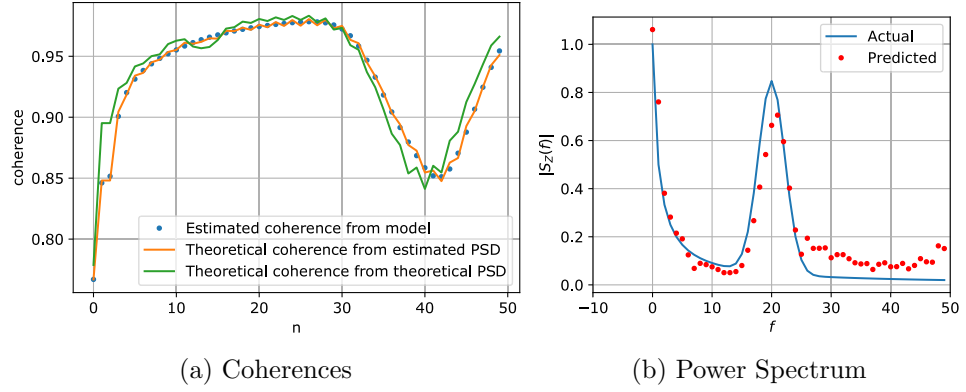 0.95
0.90
0.85
0.80
coherence
Estimated coherence from model
Theoretical coherence from estimated PSD
Theoretical coherence from theoretical PSD
0 10 20 30 40 50
n
(a) Coherences
1.0
0.8
0.6
0.4
0.2
0.0
|S_Z(f)|
Actual
Predicted
−10 0 10 20 30 40 50
f
(b) Power Spectrum